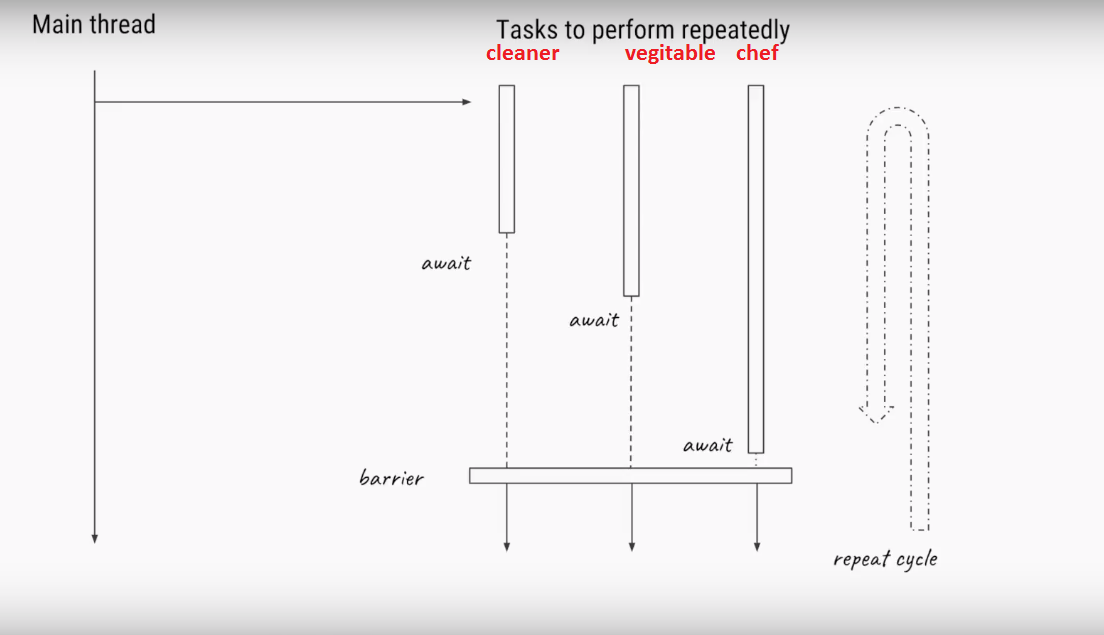 Main thread
Tasks to perform repeatedly
cleaner vegitable chef
await
await
await
barrier
repeat cycle